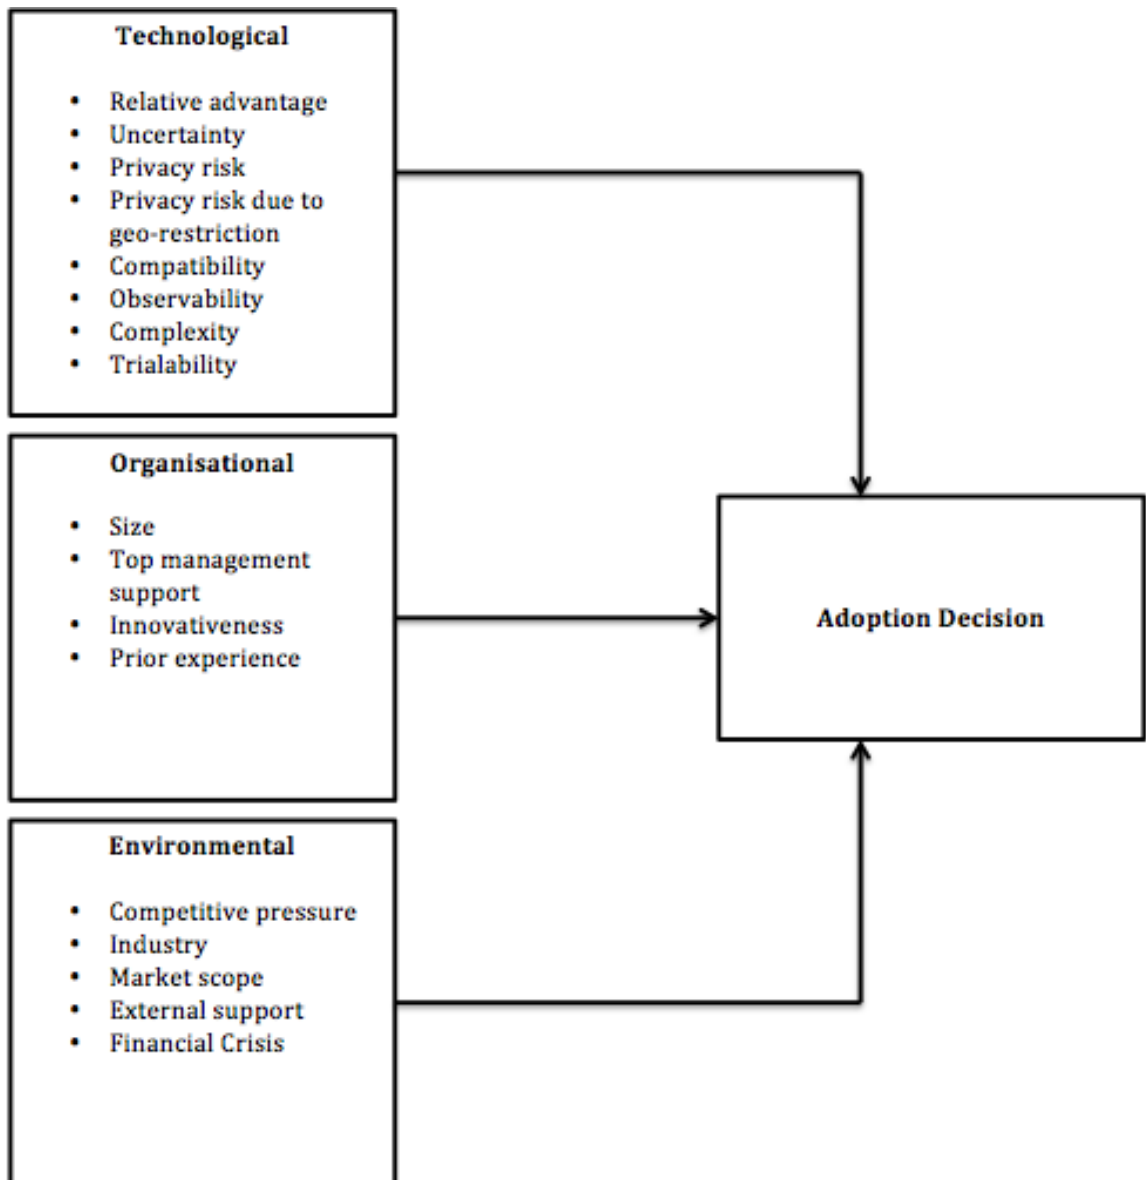 Technological
• Relative advantage
• Uncertainty
• Privacy risk
• Privacy risk due to
geo-restriction
• Compatibility
• Observability
• Complexity
• Trialability
Organisational
• Size
• Top management
support
• Innovativeness
• Prior experience
Adoption Decision
Environmental
• Competitive pressure
• Industry
• Market scope
• External support
• Financial Crisis